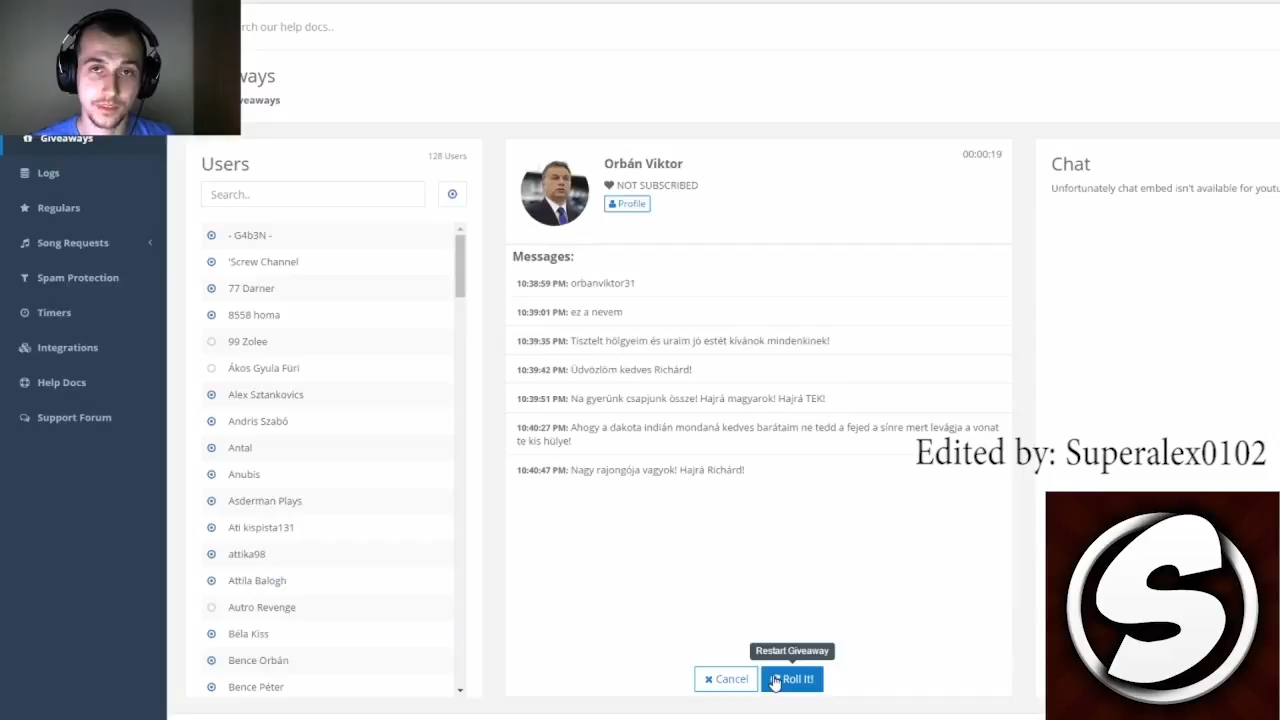 rch our help docs..
ways
veaways
Giveaways
Logs
Regulars
Song Requests
Spam Protection
Timers
Integrations
Help Docs
Support Forum
Users
128 Users
Search..
- G4b3N -
'Screw Channel
77 Darner
8558 homa
99 Zolee
Ákos Gyula Füri
Alex Sztankovics
Andris Szabó
Antal
Anubis
Asderman Plays
Ati kispista131
attika98
Attila Balogh
Autro Revenge
Béla Kiss
Bence Orbán
Bence Péter
Orbán Viktor
00:00:19
NOT SUBSCRIBED
Profile
Messages:
10:38:59 PM: orbanviktor31
10:39:01 PM: ez a nevem
10:39:35 PM: Tisztelt hölgyeim és uraim jó estét kívánok mindenkinek!
10:39:42 PM: Üdvözlöm kedves Richárd!
10:39:51 PM: Na gyerünk csapjunk össze! Hajrá magyarok! Hajrá TEK!
10:40:27 PM: Ahogy a dakota indián mondaná kedves barátaim ne tedd a fejed a sínre mert levágja a vonat
te kis hülye!
10:40:47 PM: Nagy rajongója vagyok! Hajrá Richárd!
Restart Giveaway
Cancel
Roll It!
Chat
Unfortunately chat embed isn't available for youtu
Edited by: Superalex0102
S